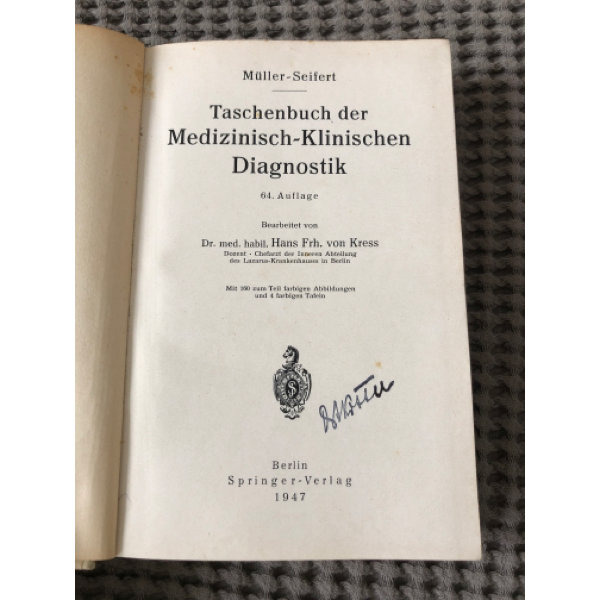 Müller-Seifert
Taschenbuch der
Medizinisch-Klinischen
Diagnostik
64. Auflage
Bearbeitet von
Dr. med. habil. Hans Frh. von Kress
Dozent · Chefarzt der Inneren Abteilung
des Lazarus-Krankenhauses in Berlin
Mit 160 zum Teil farbigen Abbildungen
und 4 farbigen Tafeln
Berlin
Springer-Verlag
1947